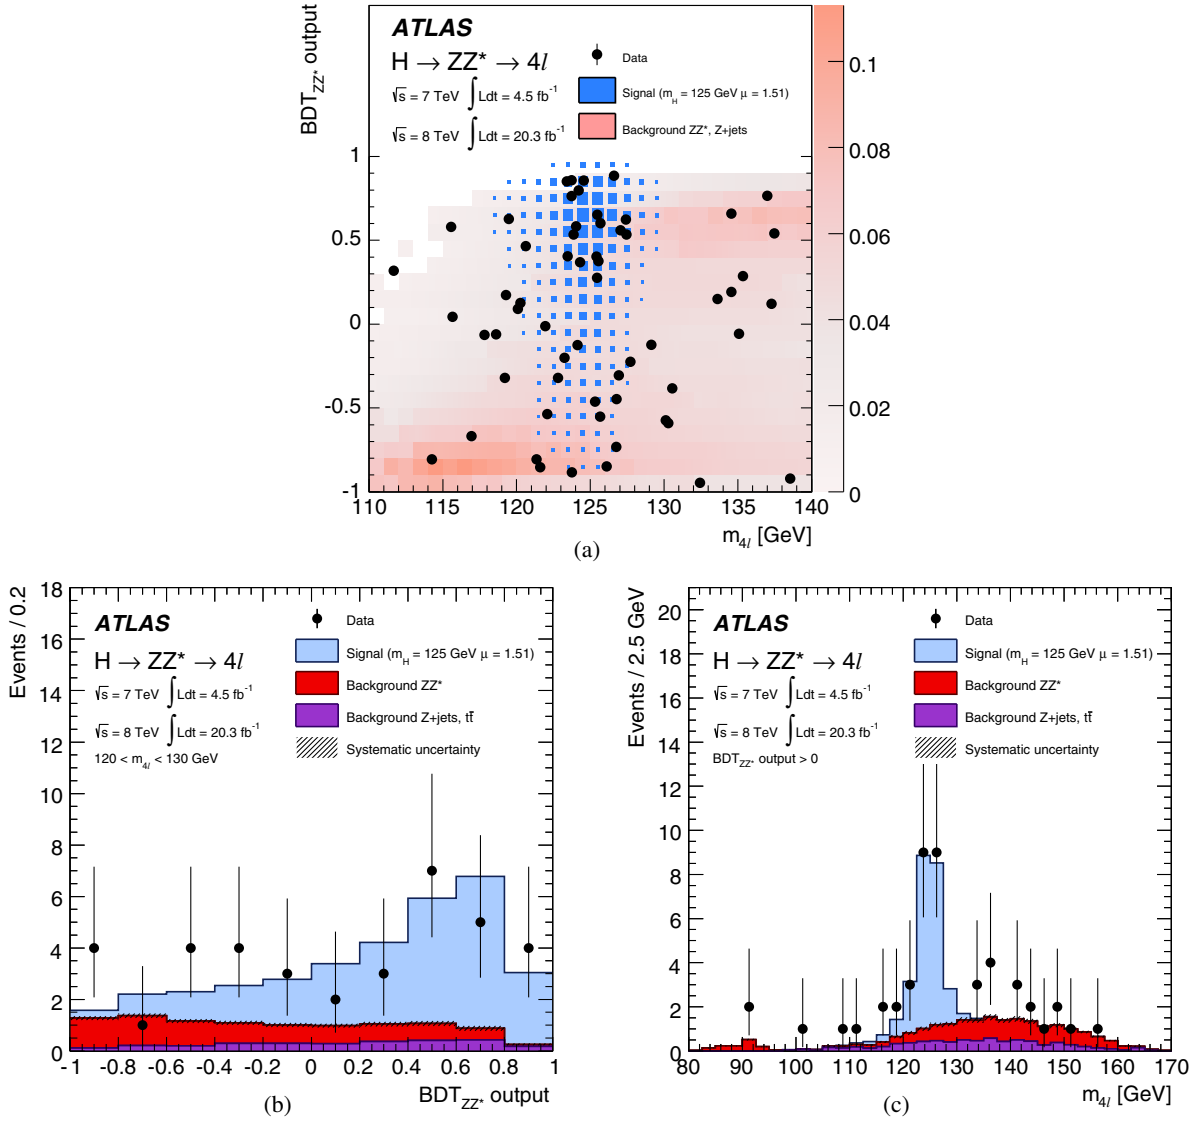 BDT_ZZ* output
ATLAS
H → ZZ* → 4l
√s = 7 TeV ∫Ldt = 4.5 fb⁻¹
√s = 8 TeV ∫Ldt = 20.3 fb⁻¹
Data
Signal (m_H = 125 GeV μ = 1.51)
Background ZZ*, Z+jets
1
0.5
0
-0.5
-1
110 115 120 125 130 135 140
m_4l [GeV]
0.1
0.08
0.06
0.04
0.02
0
(a)
Events / 0.2
18
16
14
12
10
8
6
4
2
0
ATLAS
H → ZZ* → 4l
√s = 7 TeV ∫Ldt = 4.5 fb⁻¹
√s = 8 TeV ∫Ldt = 20.3 fb⁻¹
120 < m_4l < 130 GeV
Data
Signal (m_H = 125 GeV μ = 1.51)
Background ZZ*
Background Z+jets, tt̄
Systematic uncertainty
-1 -0.8 -0.6 -0.4 -0.2 0 0.2 0.4 0.6 0.8 1
BDT_ZZ* output
(b)
Events / 2.5 GeV
20
18
16
14
12
10
8
6
4
2
0
ATLAS
H → ZZ* → 4l
√s = 7 TeV ∫Ldt = 4.5 fb⁻¹
√s = 8 TeV ∫Ldt = 20.3 fb⁻¹
BDT_ZZ* output > 0
Data
Signal (m_H = 125 GeV μ = 1.51)
Background ZZ*
Background Z+jets, tt̄
Systematic uncertainty
80 90 100 110 120 130 140 150 160 170
m_4l [GeV]
(c)